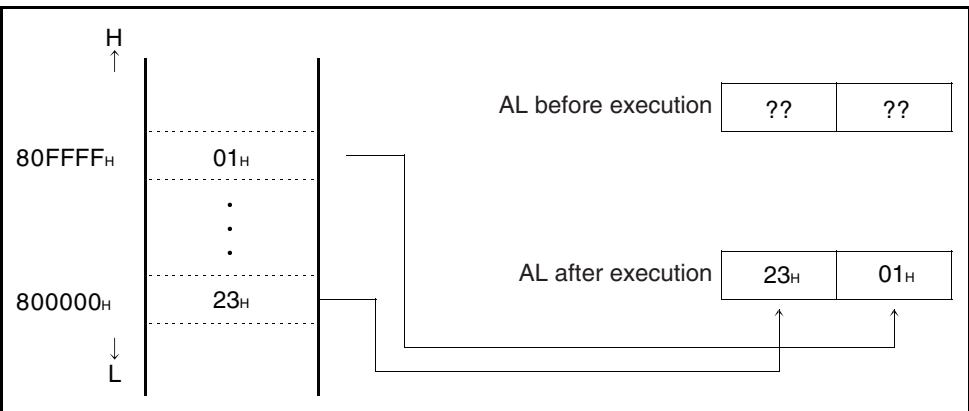 H
↑
AL before execution ?? ??
80FFFFH 01H
.
.
.
AL after execution 23H 01H
800000H 23H
↓
L